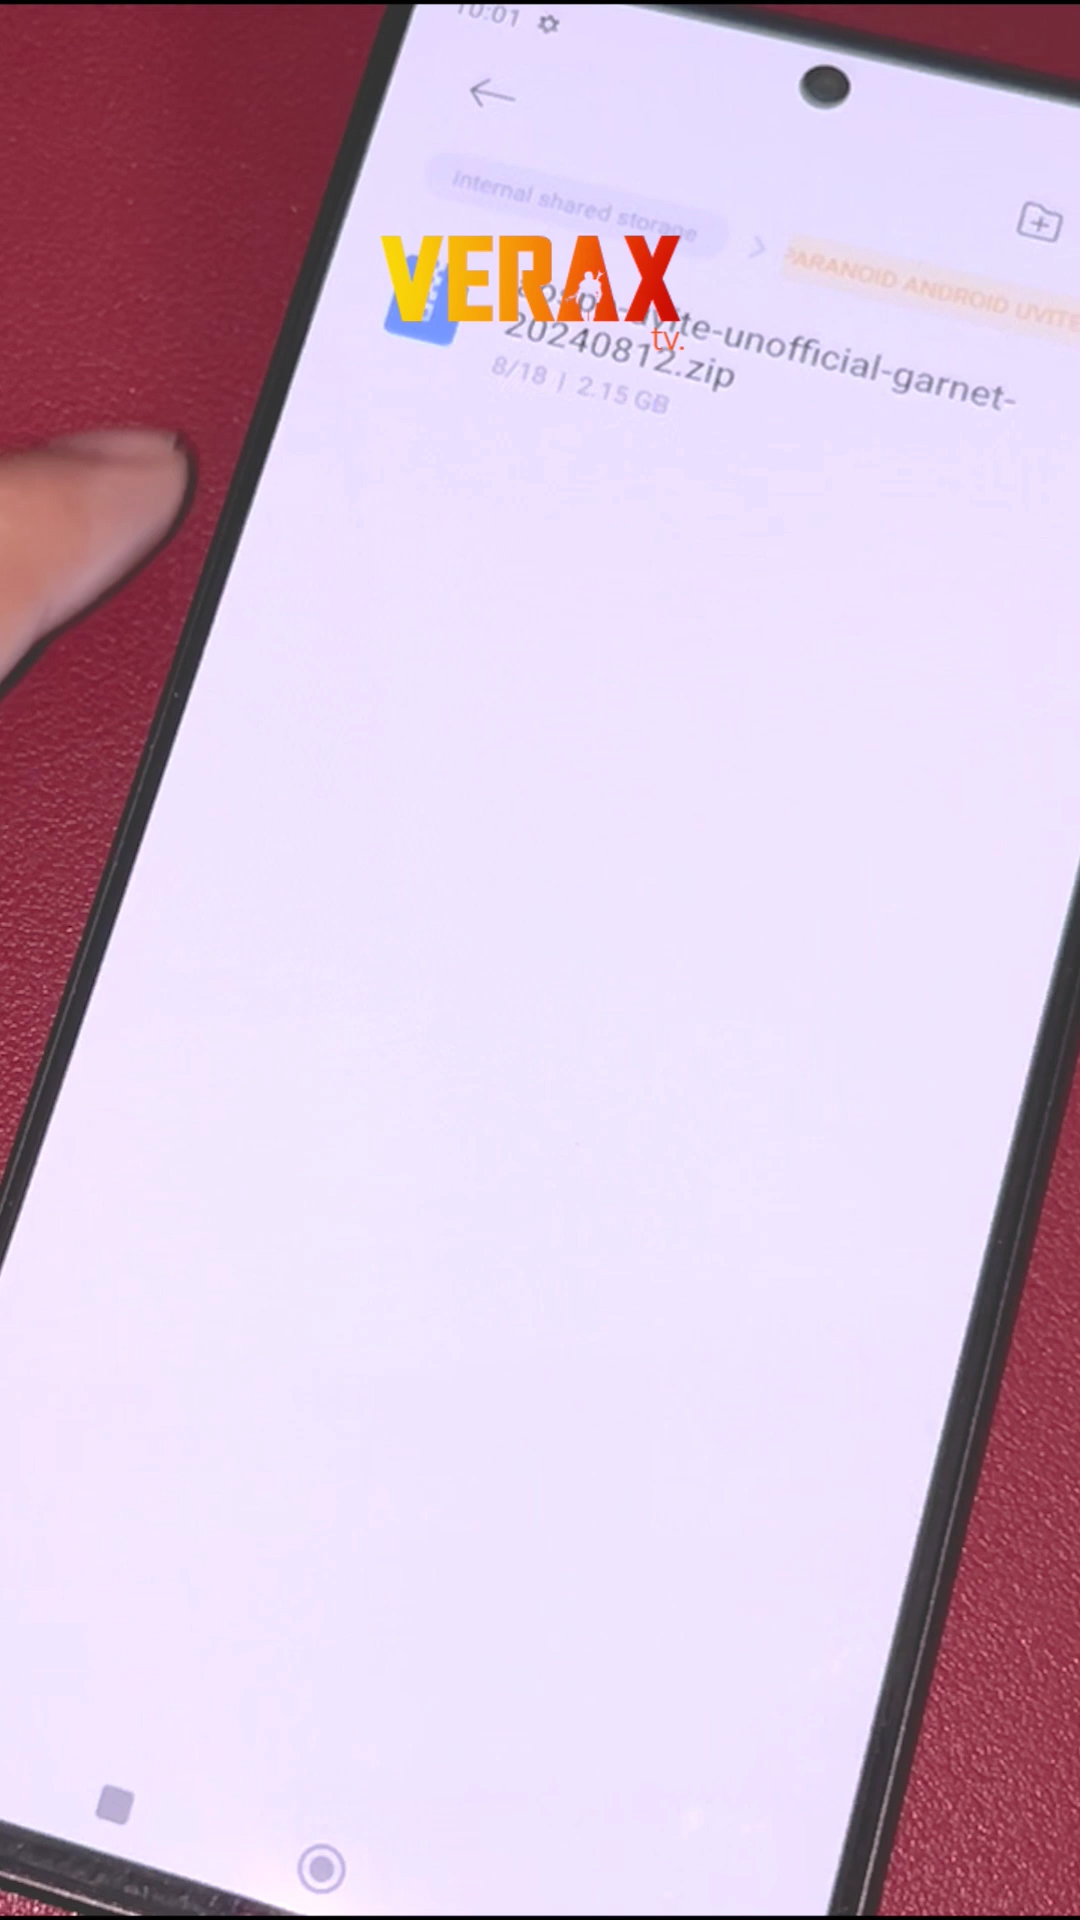 10:01
internal shared storage
PARANOID ANDROID UVITE
VERAX
tv.
-uvite-unofficial-garnet-
20240812.zip
8/18 | 2.15 GB